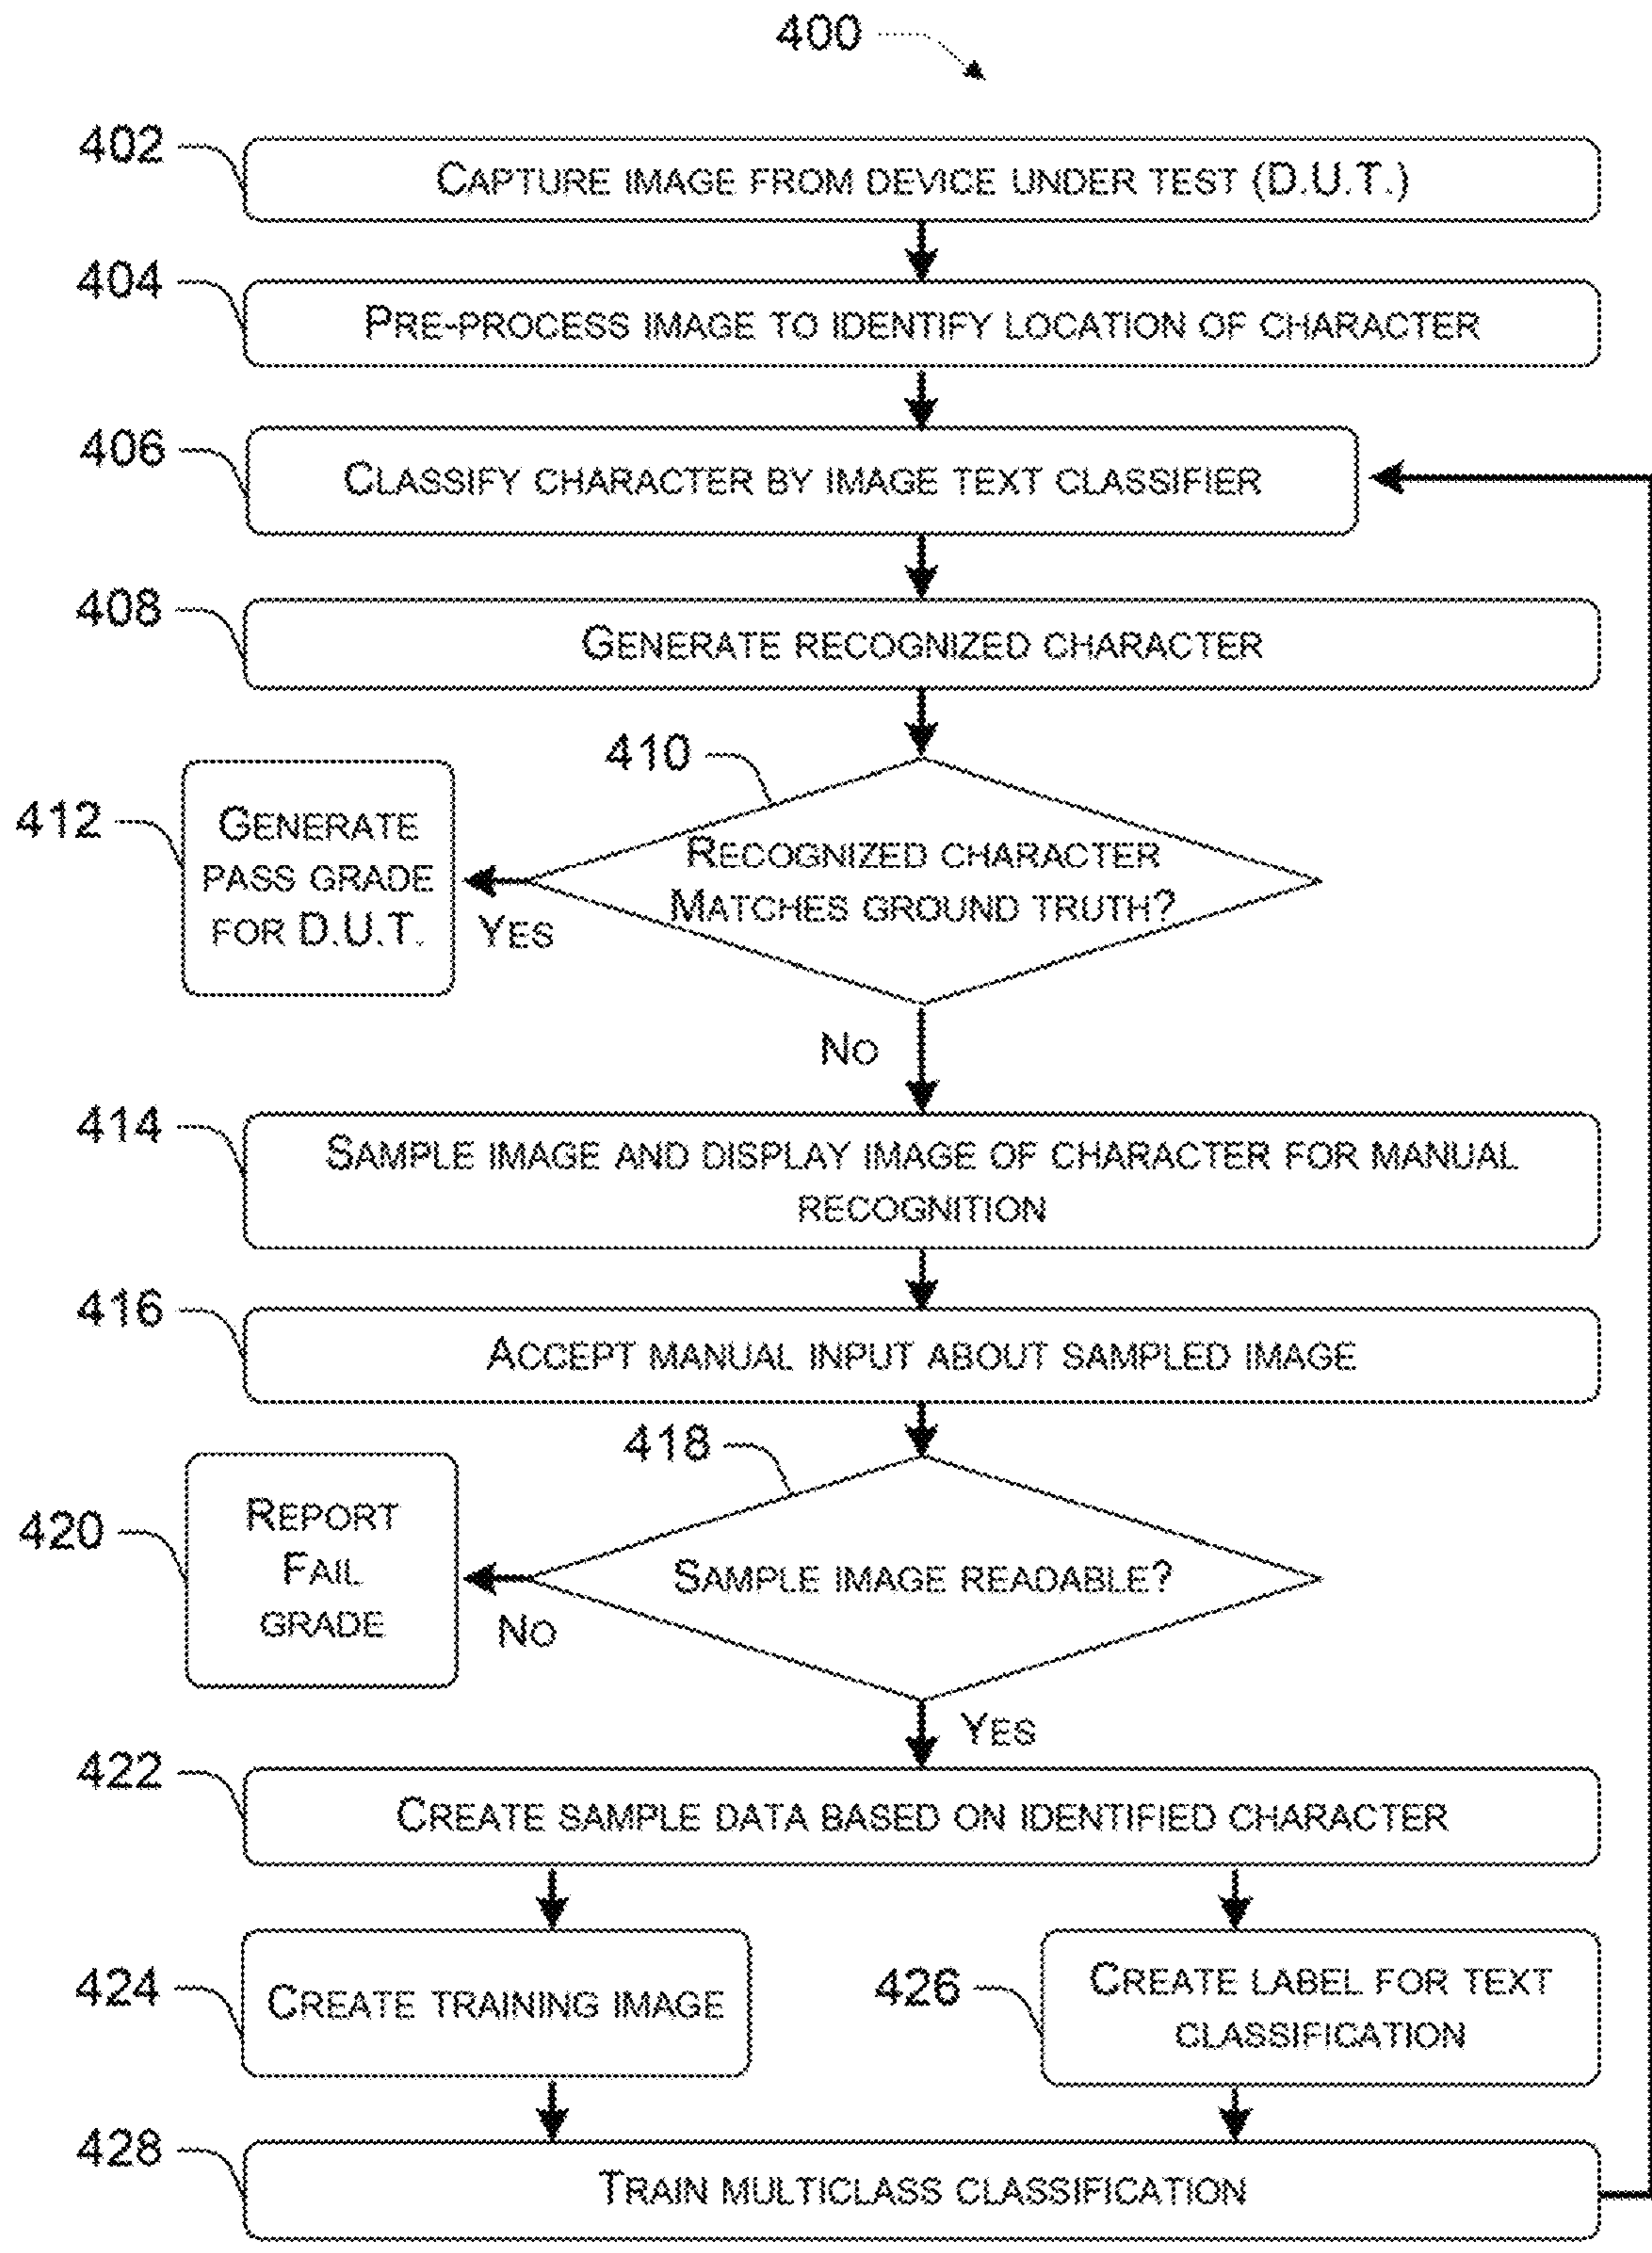 400
402
CAPTURE IMAGE FROM DEVICE UNDER TEST (D.U.T.)
404
PRE-PROCESS IMAGE TO IDENTIFY LOCATION OF CHARACTER
406
CLASSIFY CHARACTER BY IMAGE TEXT CLASSIFIER
408
GENERATE RECOGNIZED CHARACTER
410
RECOGNIZED CHARACTER
MATCHES GROUND TRUTH?
412
GENERATE
PASS GRADE
FOR D.U.T.
YES
NO
414
SAMPLE IMAGE AND DISPLAY IMAGE OF CHARACTER FOR MANUAL
RECOGNITION
416
ACCEPT MANUAL INPUT ABOUT SAMPLED IMAGE
418
SAMPLE IMAGE READABLE?
420
REPORT
FAIL
GRADE
NO
YES
422
CREATE SAMPLE DATA BASED ON IDENTIFIED CHARACTER
424
CREATE TRAINING IMAGE
426
CREATE LABEL FOR TEXT
CLASSIFICATION
428
TRAIN MULTICLASS CLASSIFICATION